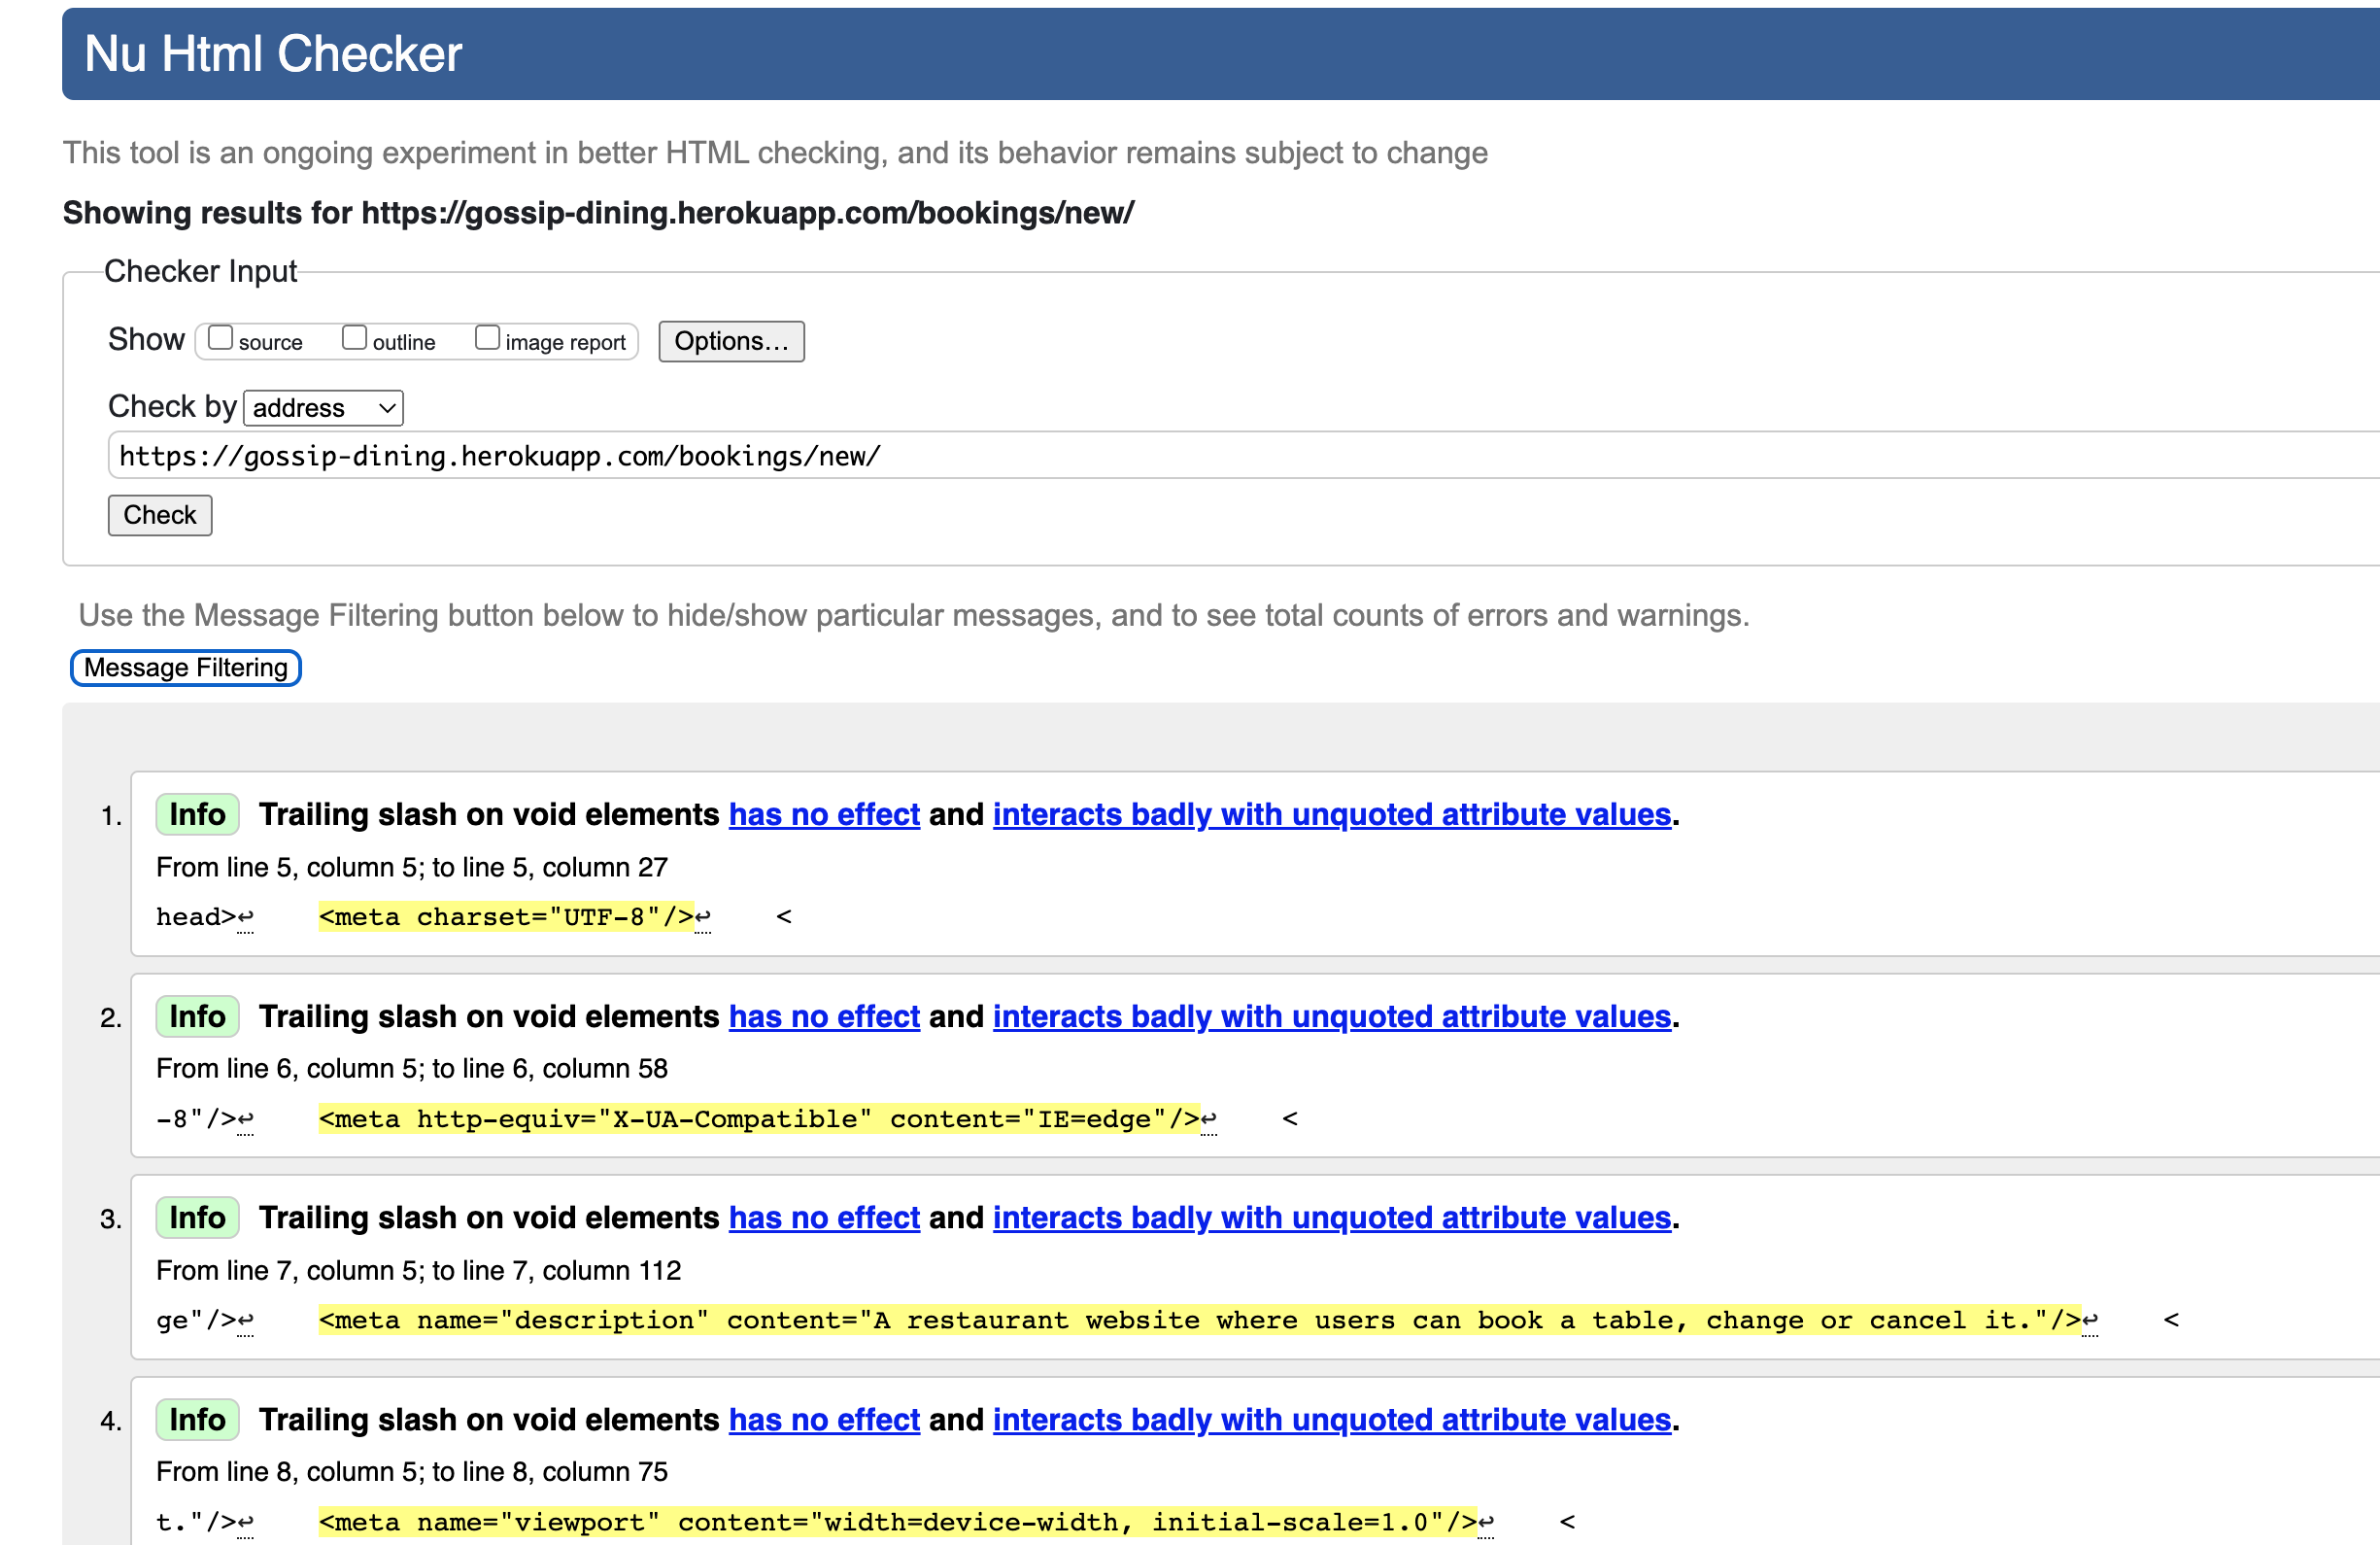 Nu Html Checker
This tool is an ongoing experiment in better HTML checking, and its behavior remains subject to change
Showing results for https://gossip-dining.herokuapp.com/bookings/new/
Checker Input
Show source outline image report Options...
Check by address
https://gossip-dining.herokuapp.com/bookings/new/
Check
Use the Message Filtering button below to hide/show particular messages, and to see total counts of errors and warnings.
Message Filtering
1. Info Trailing slash on void elements has no effect and interacts badly with unquoted attribute values.
From line 5, column 5; to line 5, column 27
head>↩ <meta charset="UTF-8"/>↩ <
2. Info Trailing slash on void elements has no effect and interacts badly with unquoted attribute values.
From line 6, column 5; to line 6, column 58
-8"/>↩ <meta http-equiv="X-UA-Compatible" content="IE=edge"/>↩ <
3. Info Trailing slash on void elements has no effect and interacts badly with unquoted attribute values.
From line 7, column 5; to line 7, column 112
ge"/>↩ <meta name="description" content="A restaurant website where users can book a table, change or cancel it."/>↩ <
4. Info Trailing slash on void elements has no effect and interacts badly with unquoted attribute values.
From line 8, column 5; to line 8, column 75
t."/>↩ <meta name="viewport" content="width=device-width, initial-scale=1.0"/>↩ <